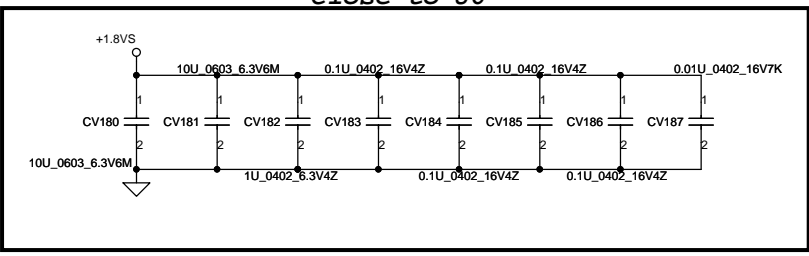 +1.8VS
10U_0603_6.3V6M 0.1U_0402_16V4Z 0.1U_0402_16V4Z 0.01U_0402_16V7K
1 1 1 1 1 1 1 1
CV180 CV181 CV182 CV183 CV184 CV185 CV186 CV187
2 2 2 2 2 2 2 2
10U_0603_6.3V6M
1U_0402_6.3V4Z 0.1U_0402_16V4Z 0.1U_0402_16V4Z